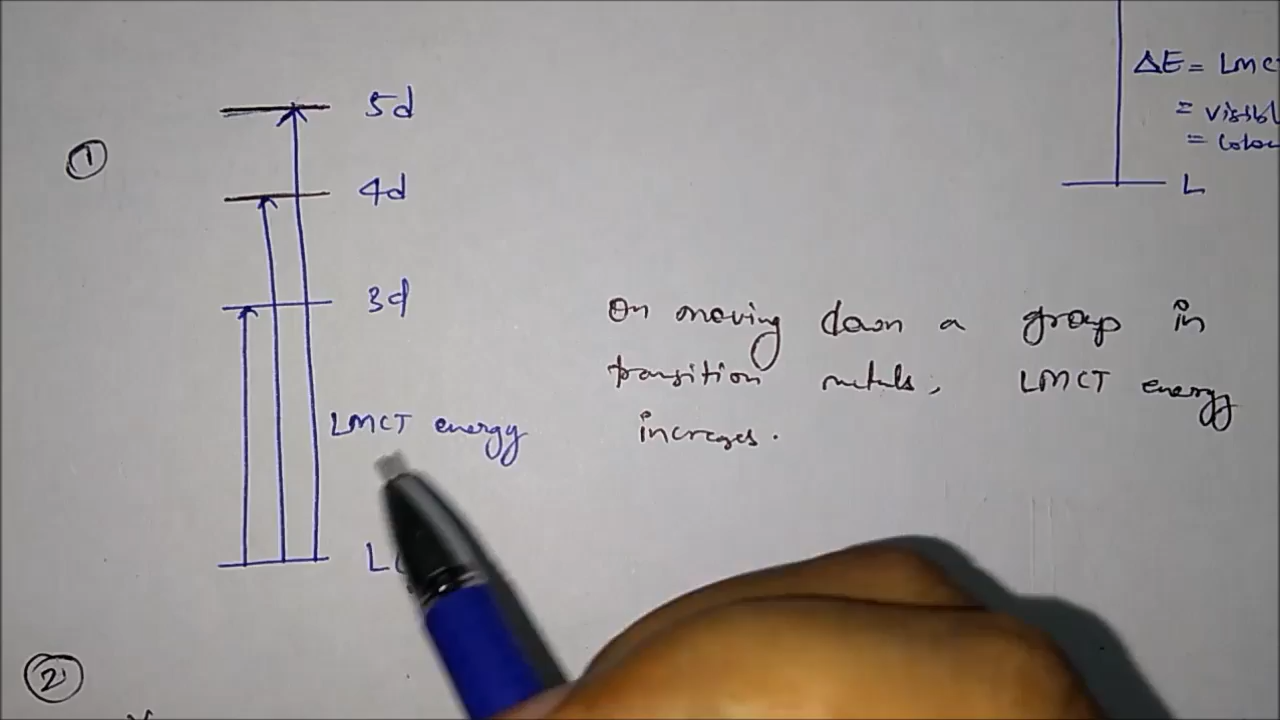 ①
5d
4d
3d
LMCT energy
L
On moving down a group in
transition metals, LMCT energy
increases.
ΔE = LMC
= visibl
= Colou
L
②